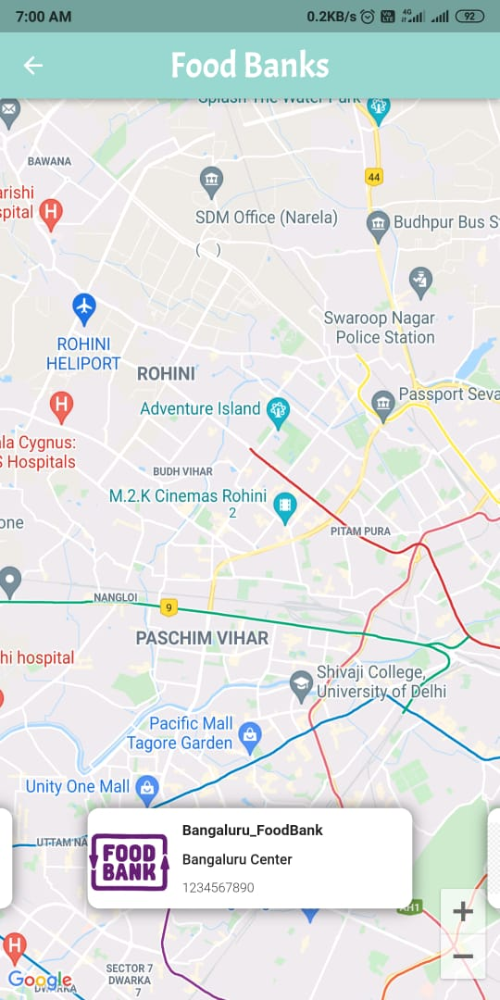 7:00 AM
0.2KB/s
Vo LTE
4G
92
Food Banks
Splash The Water Park
BAWANA
44
arishi
spital
H
SDM Office (Narela)
Budhpur Bus S
( )
Swaroop Nagar
Police Station
ROHINI
HELIPORT
ROHINI
Passport Seva
H
Adventure Island
la Cygnus:
S Hospitals
BUDH VIHAR
M.2.K Cinemas Rohini
2
one
PITAM PURA
NANGLOI
9
PASCHIM VIHAR
hi hospital
Shivaji College,
University of Delhi
Pacific Mall
Tagore Garden
Unity One Mall
UTTAM NA
FOOD
BANK
Bangaluru_FoodBank
Bangaluru Center
1234567890
AH1
+
−
H
SECTOR 7
DWARKA
7
Google
DWARKA